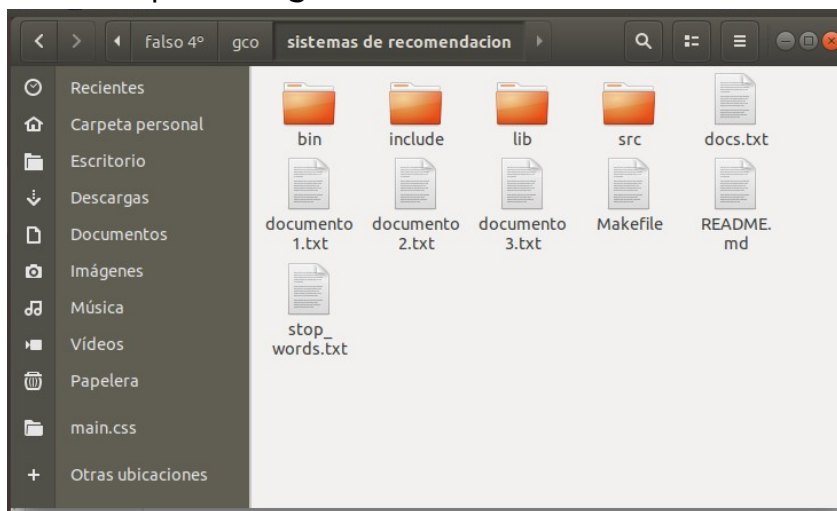 falso 4º gco sistemas de recomendacion
Recientes
Carpeta personal
Escritorio
Descargas
Documentos
Imágenes
Música
Vídeos
Papelera
main.css
Otras ubicaciones
bin include lib src docs.txt
documento documento documento Makefile README.
1.txt 2.txt 3.txt md
stop_
words.txt